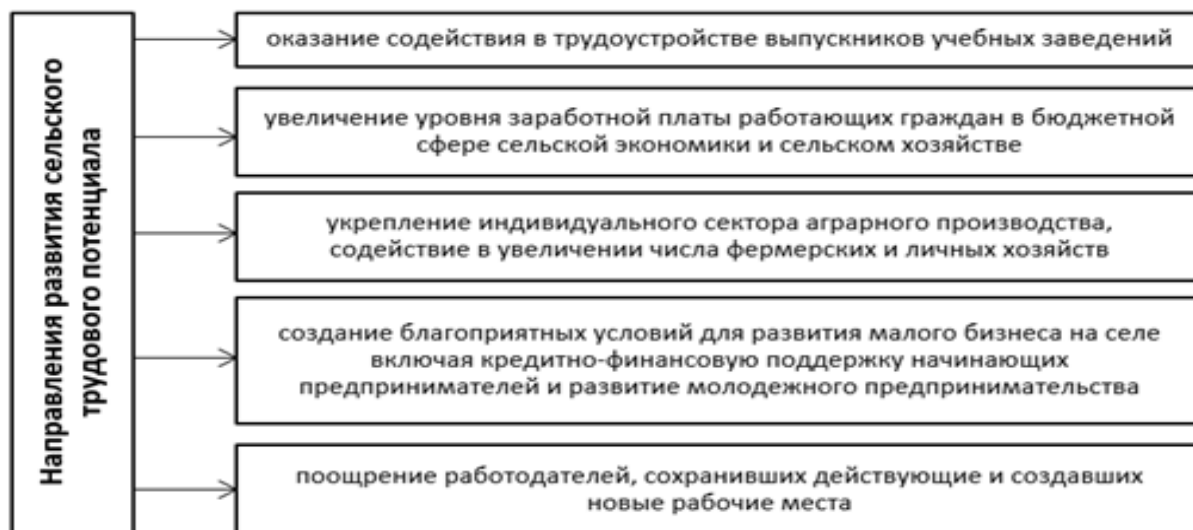 Направления развития сельского
трудового потенциала
оказание содействия в трудоустройстве выпускников учебных заведений
увеличение уровня заработной платы работающих граждан в бюджетной
сфере сельской экономики и сельском хозяйстве
укрепление индивидуального сектора аграрного производства,
содействие в увеличении числа фермерских и личных хозяйств
создание благоприятных условий для развития малого бизнеса на селе
включая кредитно-финансовую поддержку начинающих
предпринимателей и развитие молодежного предпринимательства
поощрение работодателей, сохранивших действующие и создавших
новые рабочие места